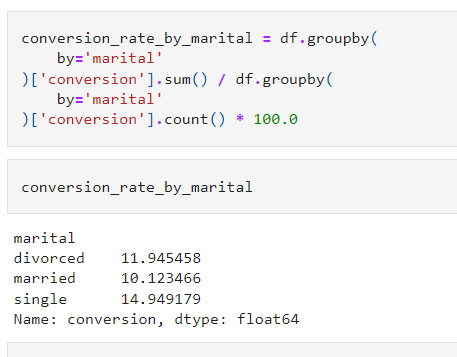 conversion_rate_by_marital = df.groupby(
    by='marital'
)['conversion'].sum() / df.groupby(
    by='marital'
)['conversion'].count() * 100.0
conversion_rate_by_marital
marital
divorced    11.945458
married     10.123466
single      14.949179
Name: conversion, dtype: float64